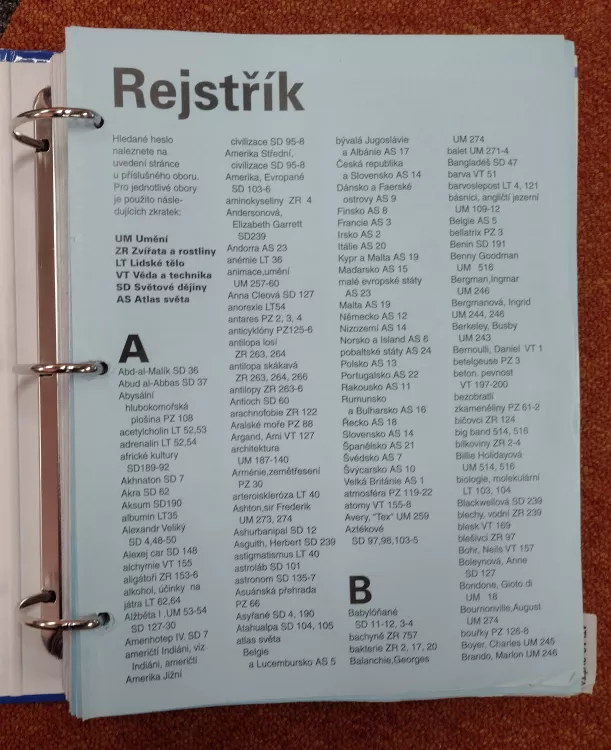 Rejstřík
Hledané heslo
naleznete na
uvedení stránce
u příslušného oboru.
Pro jednotlivé obory
je použito násle-
dujících zkratek:
UM Umění
ZR Zvířata a rostliny
LT Lidské tělo
VT Věda a technika
SD Světové dějiny
AS Atlas světa
A
Abd-al-Malik SD 36
Abud al-Abbas SD 37
Abysální
hlubokomořská
plošina PZ 108
acetylcholin LT 52,53
adrenalin LT 52,54
africké kultury
SD189-92
Akhnaton SD 7
Akra SD 62
Aksum SD190
albumin LT35
Alexandr Veliký
SD 4,48-50
Alexej car SD 148
alchymie VT 155
aligátoři ZR 153-6
alkohol, účinky na
játra LT 62,64
Alžběta I .UM 53-54
SD 127-30
Amenhotep IV. SD 7
američtí Indiáni, viz
Indiáni, američtí
Amerika Jižní
civilizace SD 95-8
Amerika Střední,
civilizace SD 95-8
Amerika, Evropané
SD 103-6
aminokyseliny ZR 4
Andersonová,
Elizabeth Garrett
SD239
Andorra AS 23
anémie LT 36
animace,umění
UM 257-60
Anna Cleová SD 127
anorexie LT54
antares PZ 2, 3, 4
anticyklóny PZ125-6
antilopa losí
ZR 263, 264
antilopa skákavá
ZR 263, 264, 266
antilopy ZR 263-6
Antioch SD 60
arachnofobie ZR 122
Aralské moře PZ 88
Argand, Ami VT 127
architektura
UM 187-140
Arménie,zemětřesení
PZ 30
arteroiskleróza LT 40
Ashton,sir Frederik
UM 273, 274
Ashurbanipal SD 12
Asguith, Herbert SD 239
astigmatismus LT 40
astroláb SD 101
astronom SD 135-7
Asuánská přehrada
PZ 66
Asyřané SD 4, 190
Atahualpa SD 104, 105
atlas světa
Belgie
a Lucembursko AS 5
bývalá Jugoslávie
a Albánie AS 17
Česká republika
a Slovensko AS 14
Dánsko a Faerské
ostrovy AS 9
Finsko AS 8
Francie AS 3
Irsko AS 2
Itálie AS 20
Kypr a Malta AS 19
Maďarsko AS 15
malé evropské státy
AS 23
Malta AS 19
Německo AS 12
Nizozemí AS 14
Norsko a Island AS 6
pobaltské státy AS 24
Polsko AS 13
Portugalsko AS 22
Rakousko AS 11
Rumunsko
a Bulharsko AS 16
Řecko AS 18
Slovensko AS 14
Španělsko AS 21
Švédsko AS 7
Švýcarsko AS 10
Velká Británie AS 1
atmosféra PZ 119-22
atomy VT 155-8
Avery, "Tex" UM 259
Aztékové
SD 97,98,103-5
B
Babylóňané
SD 11-12, 3-4
bachyně ZR 757
bakterie ZR 2, 17, 20
Balanchie,Georges
UM 274
balet UM 271-4
Bangladéš SD 47
barva VT 51
barvoslepost LT 4, 121
básníci, angličtí jezerní
UM 109-12
Belgie AS 5
bellatrix PZ 3
Benin SD 191
Benny Goodman
UM 516
Bergman,Ingmar
UM 246
Bergmanová, Ingrid
UM 244, 246
Berkeley, Busby
UM 243
Bernoulli, Daniel VT 1
betelgeuse PZ 3
beton, pevnost
VT 197-200
bezobratlí
zkameněliny PZ 61-2
bičovci ZR 124
big band 514, 516
bílkoviny ZR 2-4
Billie Holidayová
UM 514, 516
biologie, molekulární
LT 103, 104
Blackwellová SD 239
blechy, vodní ZR 239
blesk VT 169
blešivci ZR 97
Bohr, Neils VT 157
Boleynová, Anne
SD 127
Bondona, Gioto di
UM 18
Bournonville,August
UM 274
bouřky PZ 126-8
Boyer, Charles UM 245
Brando, Marlon UM 246